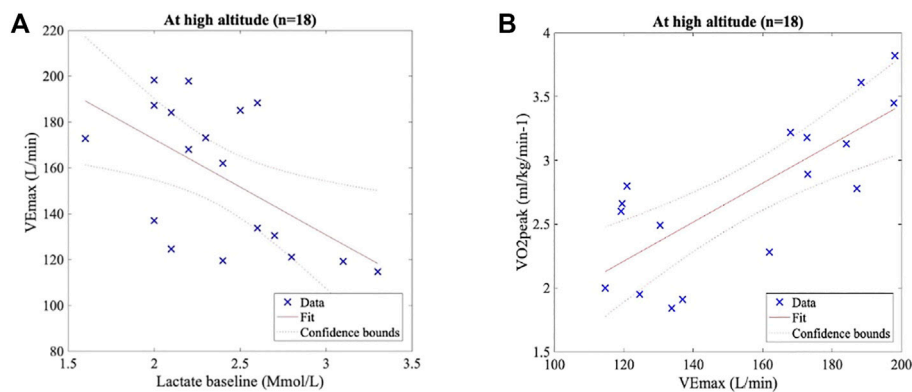 A
At high altitude (n=18)
VEmax (L/min)
220
200
180
160
140
120
100
80
1.5
2
2.5
3
3.5
Lactate baseline (Mmol/L)
Data
Fit
Confidence bounds
B
At high altitude (n=18)
VO2peak (ml/kg/min-1)
4
3.5
3
2.5
2
1.5
100
120
140
160
180
200
VEmax (L/min)
Data
Fit
Confidence bounds